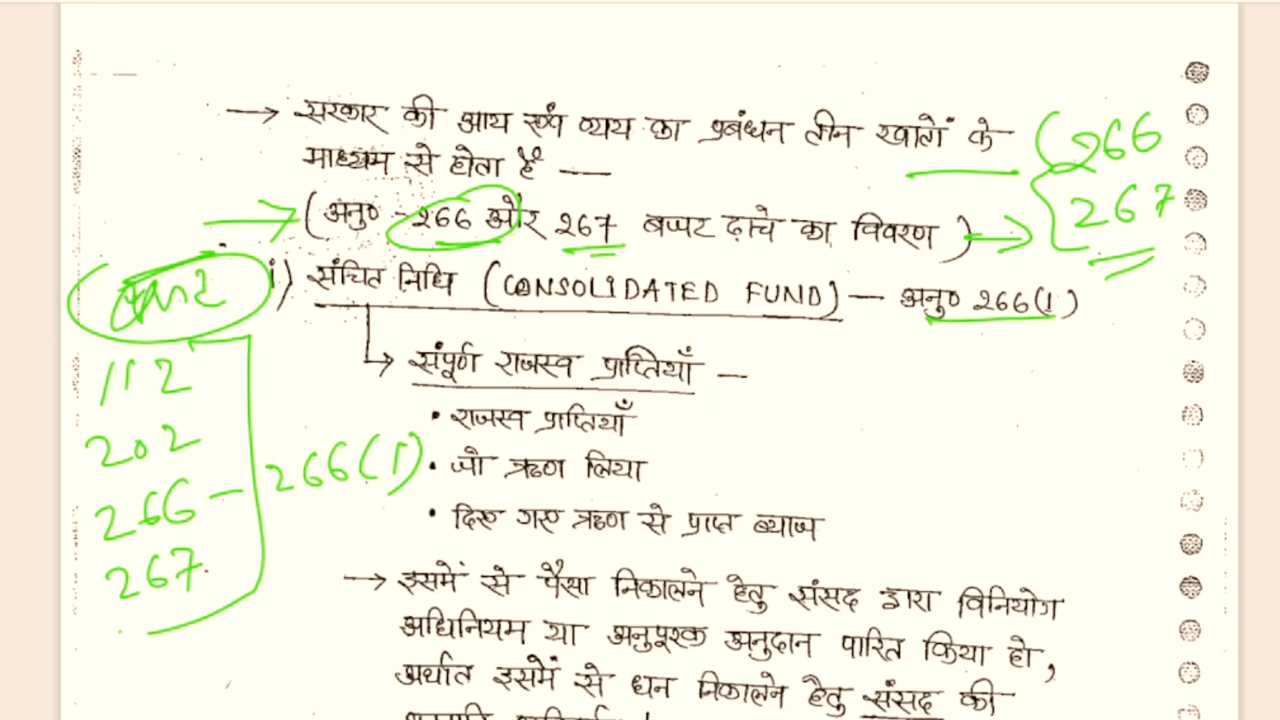 → सरकार की आय एवं व्यय का प्रबंधन तीन खातों के
माध्यम से होता है —
(266
267
→ (अनु० - 266 और 267 बजट ढ़ाचे का विवरण) →
i) संचित निधि (CONSOLIDATED FUND) — अनु० 266(1)
→ संपूर्ण राजस्व प्राप्तियाँ —
• राजस्व प्राप्तियाँ
• जो ऋण लिया
• दिए गए ऋण से प्राप्त ब्याज
112
202
266 — 266(1)
267
→ इसमें से पैसा निकालने हेतु संसद द्वारा विनियोग
अधिनियम या अनुपूरक अनुदान पारित किया हो,
अर्थात इसमें से धन निकालने हेतु संसद की